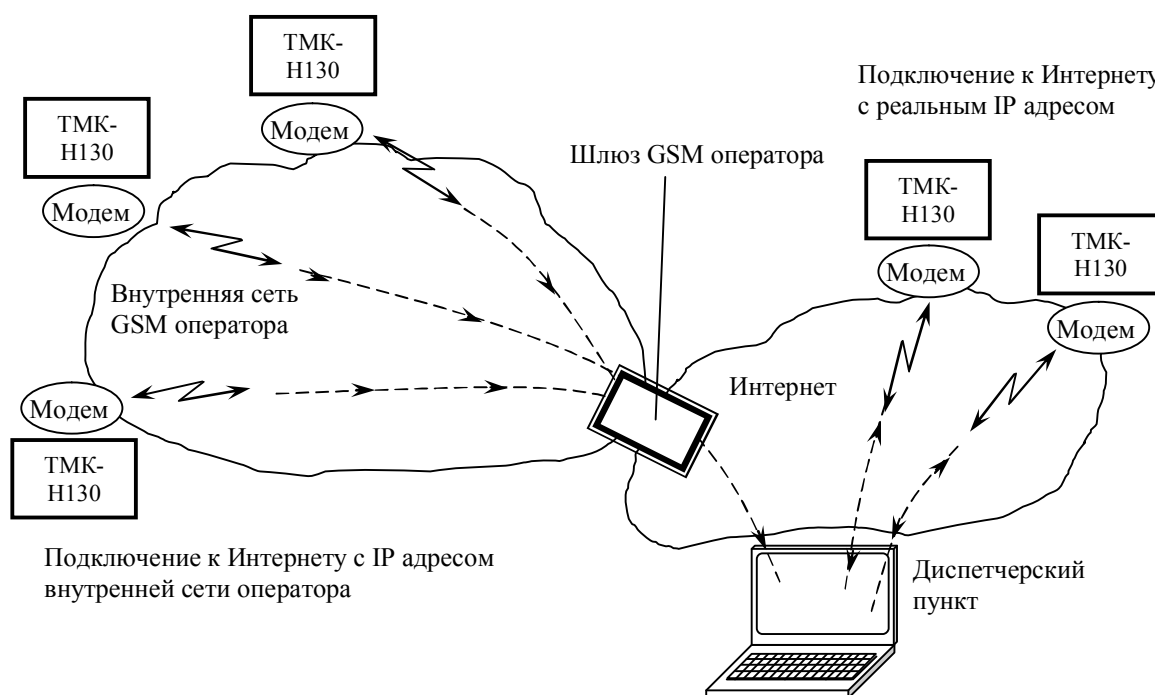 ТМК-
Н130
Модем
ТМК-
Н130
Модем
Внутренняя сеть
GSM оператора
Модем
ТМК-
Н130
Подключение к Интернету с IP адресом
внутренней сети оператора
Шлюз GSM оператора
Подключение к Интернету
с реальным IP адресом
ТМК-
Н130
Модем
ТМК-
Н130
Модем
Интернет
Диспетчерский
пункт